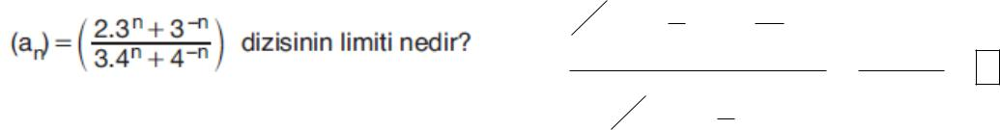 (aₙ) = ( (2.3ⁿ + 3⁻ⁿ) / (3.4ⁿ + 4⁻ⁿ) ) dizisinin limiti nedir?